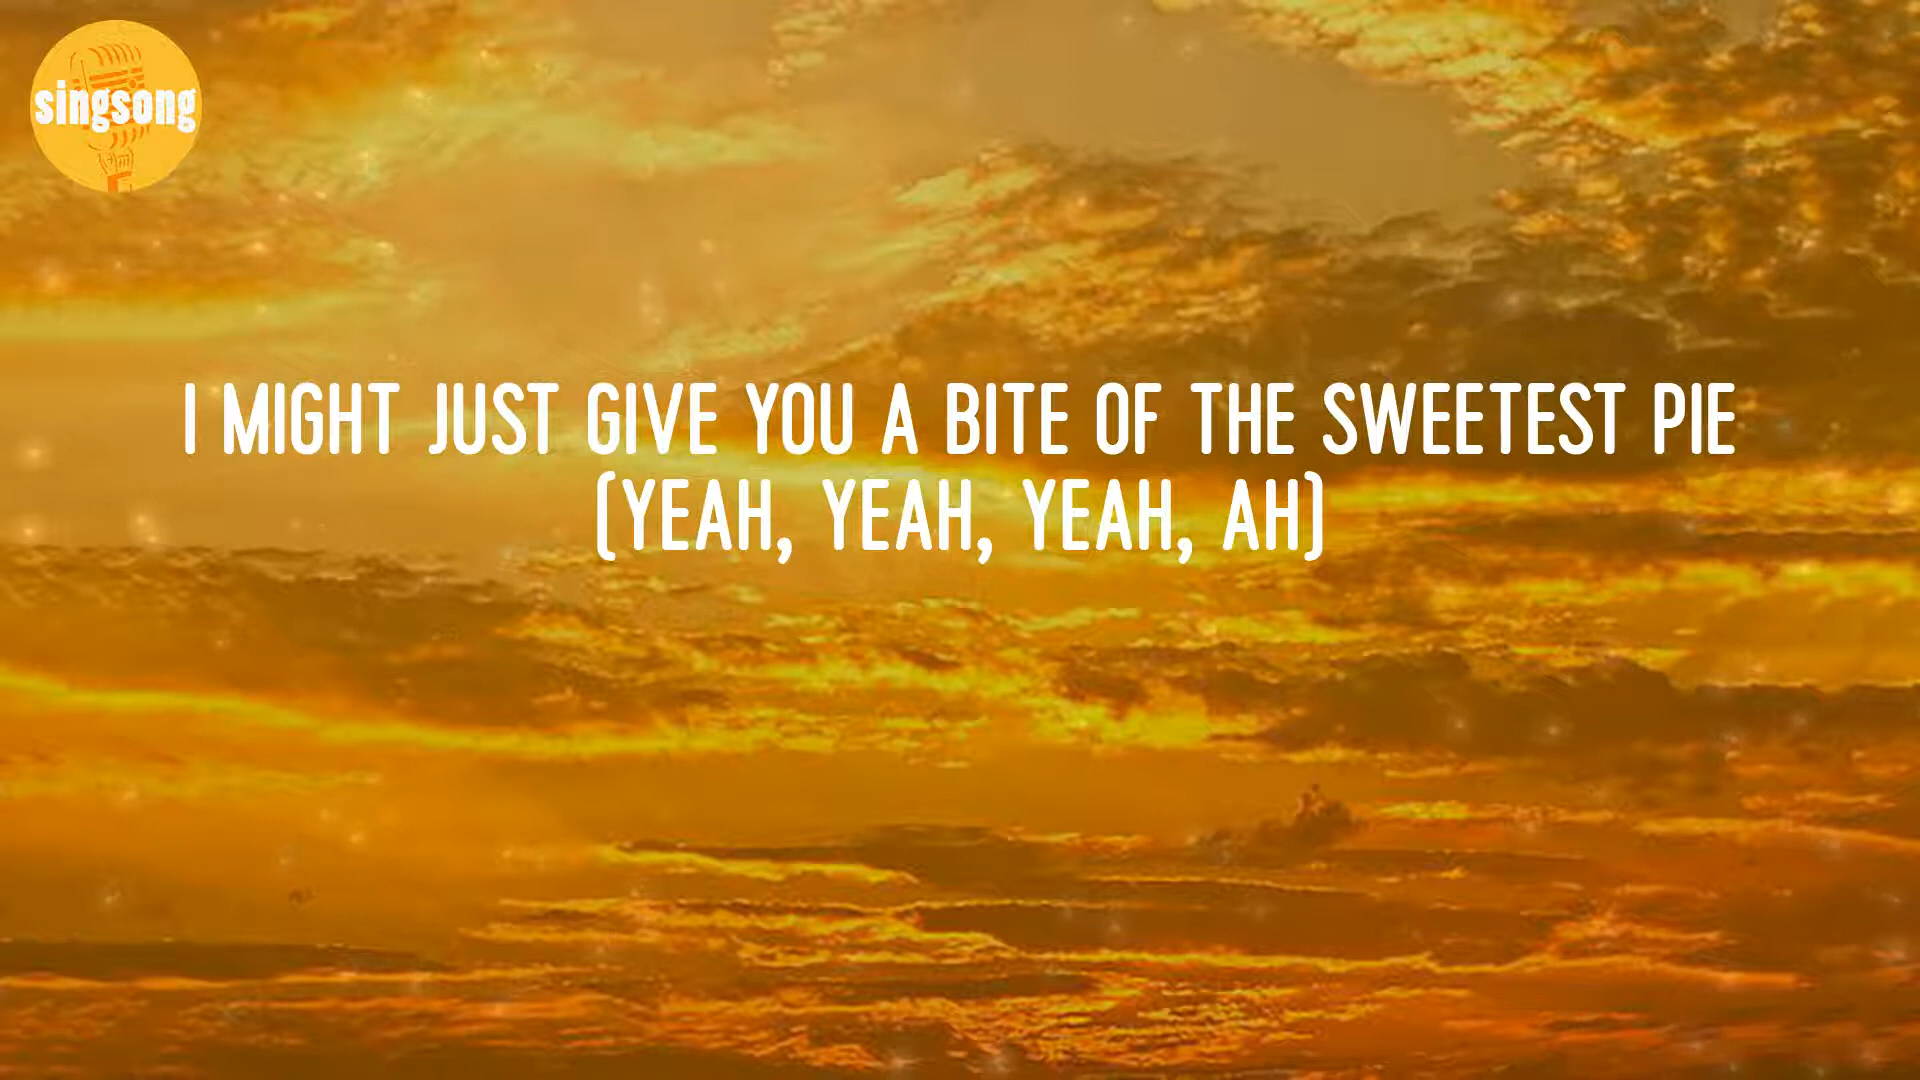 singsong
I MIGHT JUST GIVE YOU A BITE OF THE SWEETEST PIE
(YEAH, YEAH, YEAH, AH)